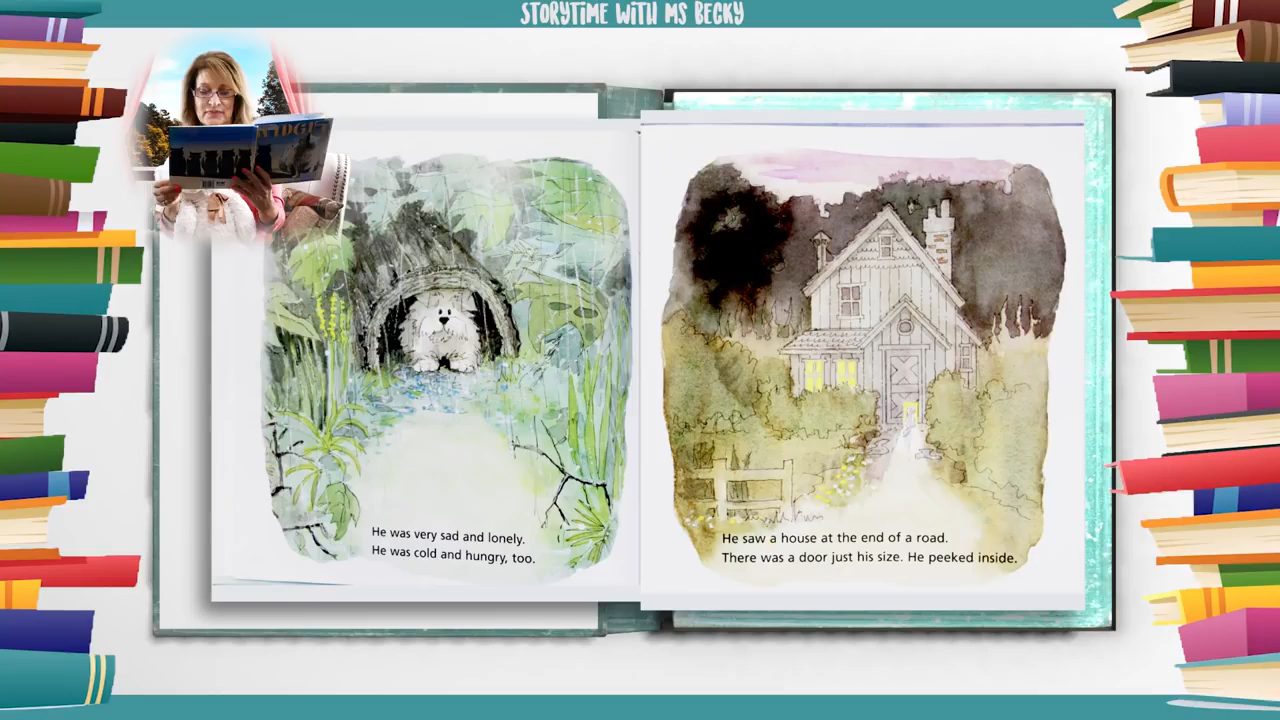 STORYTIME WITH MS BECKY
He was very sad and lonely.
He was cold and hungry, too.
He saw a house at the end of a road.
There was a door just his size. He peeked inside.